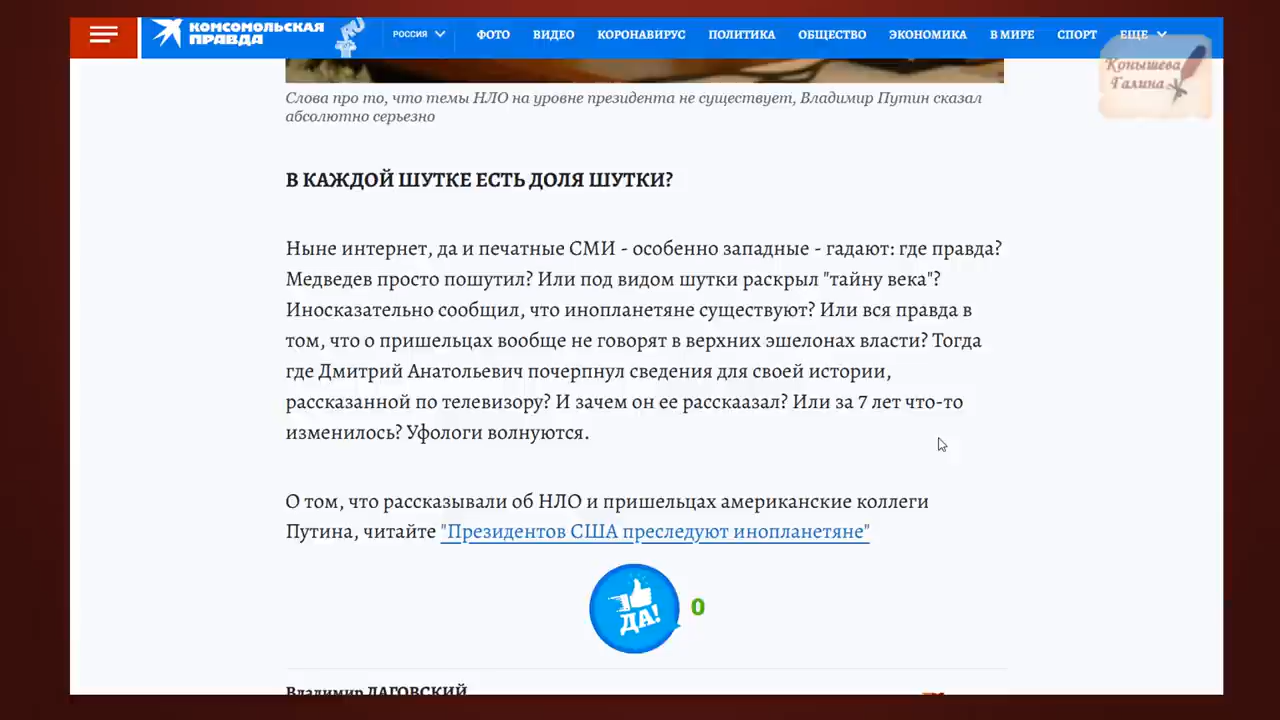 КОМСОМОЛЬСКАЯ
ПРАВДА
RU
РОССИЯ
ФОТО
ВИДЕО
КОРОНАВИРУС
ПОЛИТИКА
ОБЩЕСТВО
ЭКОНОМИКА
В МИРЕ
СПОРТ
ЕЩЕ
Конышева
Галина
Слова про то, что темы НЛО на уровне президента не существует, Владимир Путин сказал
абсолютно серьезно
В КАЖДОЙ ШУТКЕ ЕСТЬ ДОЛЯ ШУТКИ?
Ныне интернет, да и печатные СМИ - особенно западные - гадают: где правда?
Медведев просто пошутил? Или под видом шутки раскрыл "тайну века"?
Иносказательно сообщил, что инопланетяне существуют? Или вся правда в
том, что о пришельцах вообще не говорят в верхних эшелонах власти? Тогда
где Дмитрий Анатольевич почерпнул сведения для своей истории,
рассказанной по телевизору? И зачем он ее расскаазал? Или за 7 лет что-то
изменилось? Уфологи волнуются.
О том, что рассказывали об НЛО и пришельцах американские коллеги
Путина, читайте "Президентов США преследуют инопланетяне"
ДА!
0
Владимир ЛАГОВСКИЙ